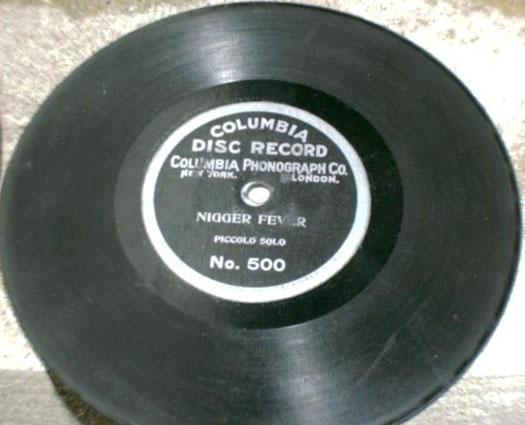 COLUMBIA
DISC RECORD
COLUMBIA PHONOGRAPH CO.
NEW YORK. LONDON.
NIGGER FEVER
PICCOLO SOLO
No. 500